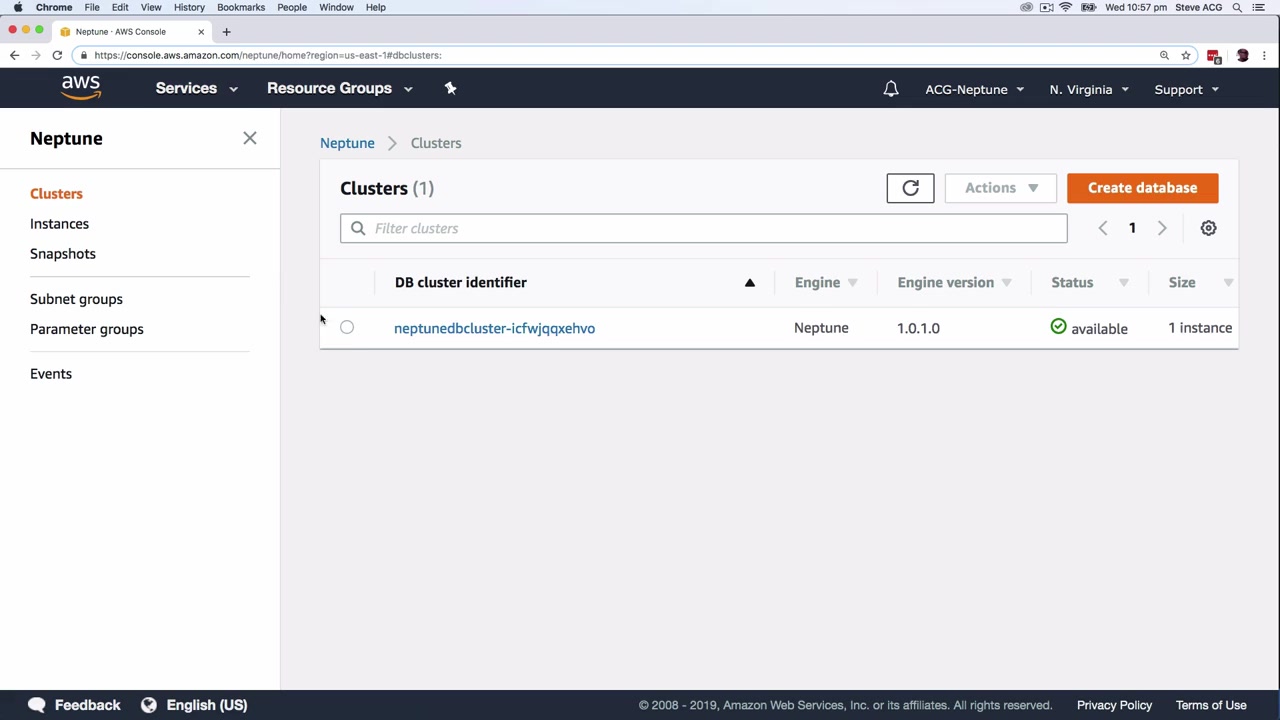 Chrome File Edit View History Bookmarks People Window Help Wed 10:57 pm Steve ACG
Neptune · AWS Console
https://console.aws.amazon.com/neptune/home?region=us-east-1#dbclusters:
aws Services Resource Groups ACG-Neptune N. Virginia Support
Neptune
Clusters
Instances
Snapshots
Subnet groups
Parameter groups
Events
Neptune Clusters
Clusters (1) Actions Create database
Filter clusters 1
DB cluster identifier Engine Engine version Status Size
neptunedbcluster-icfwjqqxehvo Neptune 1.0.1.0 available 1 instance
Feedback English (US) © 2008 - 2019, Amazon Web Services, Inc. or its affiliates. All rights reserved. Privacy Policy Terms of Use